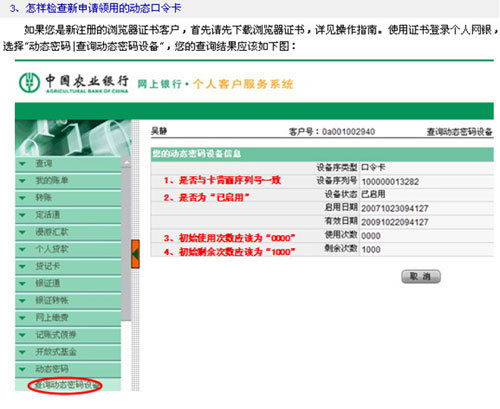 3、怎样检查新申请领用的动态口令卡
如果您是新注册的浏览器证书客户，首先请先下载浏览器证书，详见操作指南。使用证书登录个人网银，
选择“动态密码|查询动态密码设备”，您的查询结果应该如下图：
中国农业银行 网上银行·个人客户服务系统
AGRICULTURAL BANK OF CHINA
吴静 客户号：0a001002940 查询动态密码设备
您的动态密码设备信息
设备序类型 口令卡
1、是否与卡背面序列号一致 设备序列号 100000013282
2、是否为“已启用” 设备状态 已启用
启用日期 20071023094127
有效日期 20091022094127
3、初始使用次数应该为“0000” 使用次数 0000
4、初始剩余次数应该为“1000” 剩余次数 1000
取 消
查询
我的账单
转账
定活通
漫游汇款
个人贷款
贷记卡
银证通
银证转帐
网上缴费
记账式债券
开放式基金
动态密码
查询动态密码设备